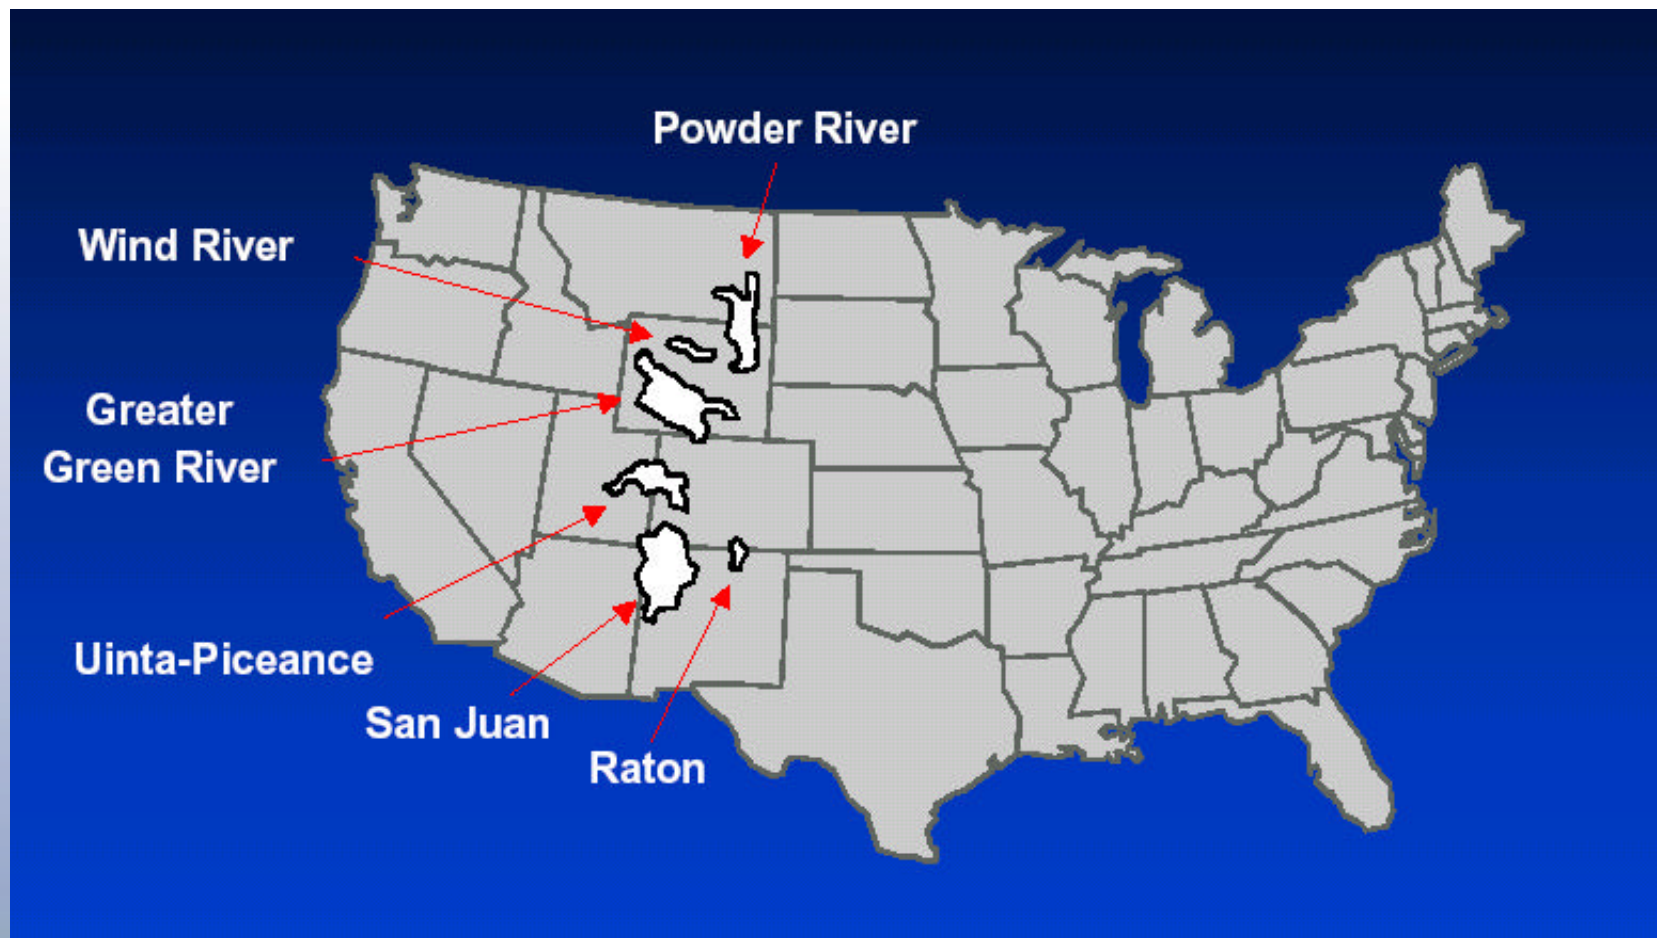 Powder River
Wind River
Greater
Green River
Uinta-Piceance
San Juan
Raton